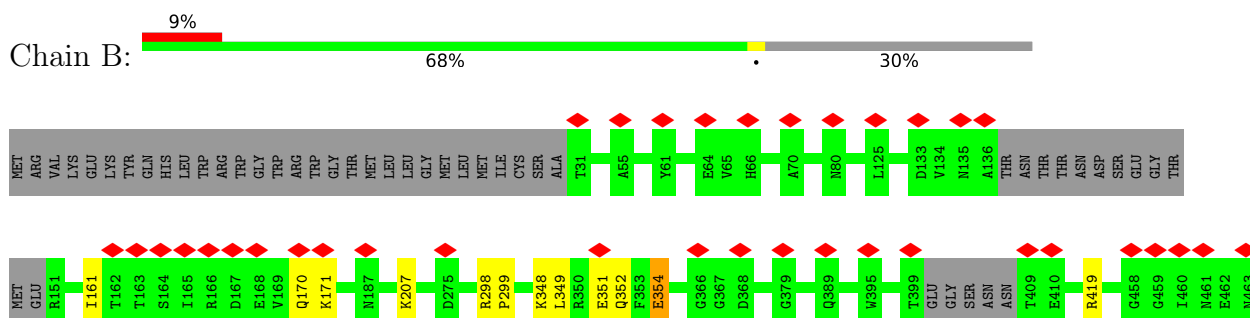 9%
Chain B:
68%
•
30%
MET ARG VAL LYS GLU LYS TYR GLN HIS LEU TRP ARG TRP GLY TRP ARG TRP GLY THR MET LEU LEU GLY MET LEU MET ILE CYS SER ALA T31 A55 Y61 E64 V65 H66 A70 N80 L125 D133 V134 N135 A136 THR ASN THR THR ASN ASP SER GLU GLY THR
MET GLU R151 I161 T162 T163 S164 I165 R166 D167 E168 V169 Q170 K171 N187 K207 D275 R298 P299 K348 L349 R350 E351 Q352 F353 E354 G366 G367 D368 G379 Q389 W395 T399 GLU GLY SER ASN ASN T409 E410 R419 G458 G459 I460 N461 E462 N463